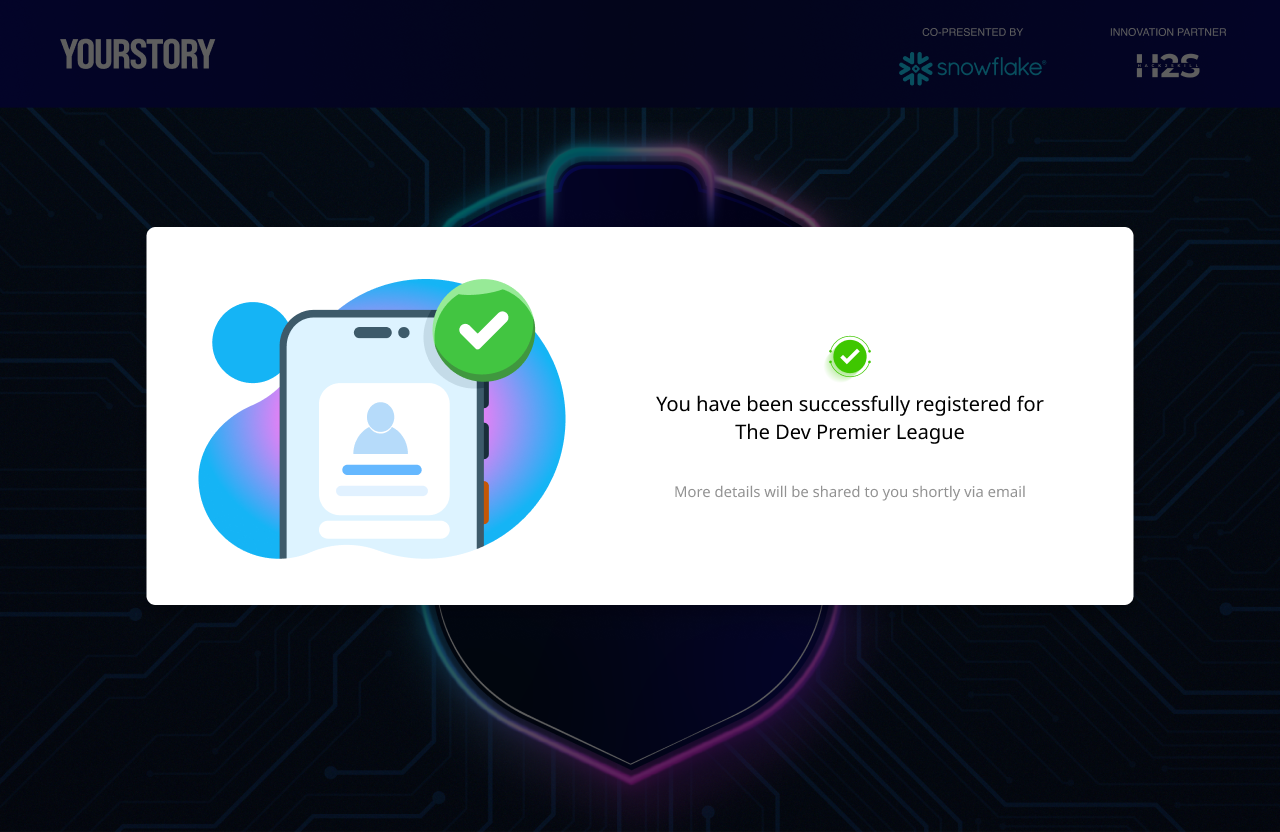 YOURSTORY
CO-PRESENTED BY
snowflake®
INNOVATION PARTNER
H2S
HACK2SKILL
You have been successfully registered for
The Dev Premier League
More details will be shared to you shortly via email